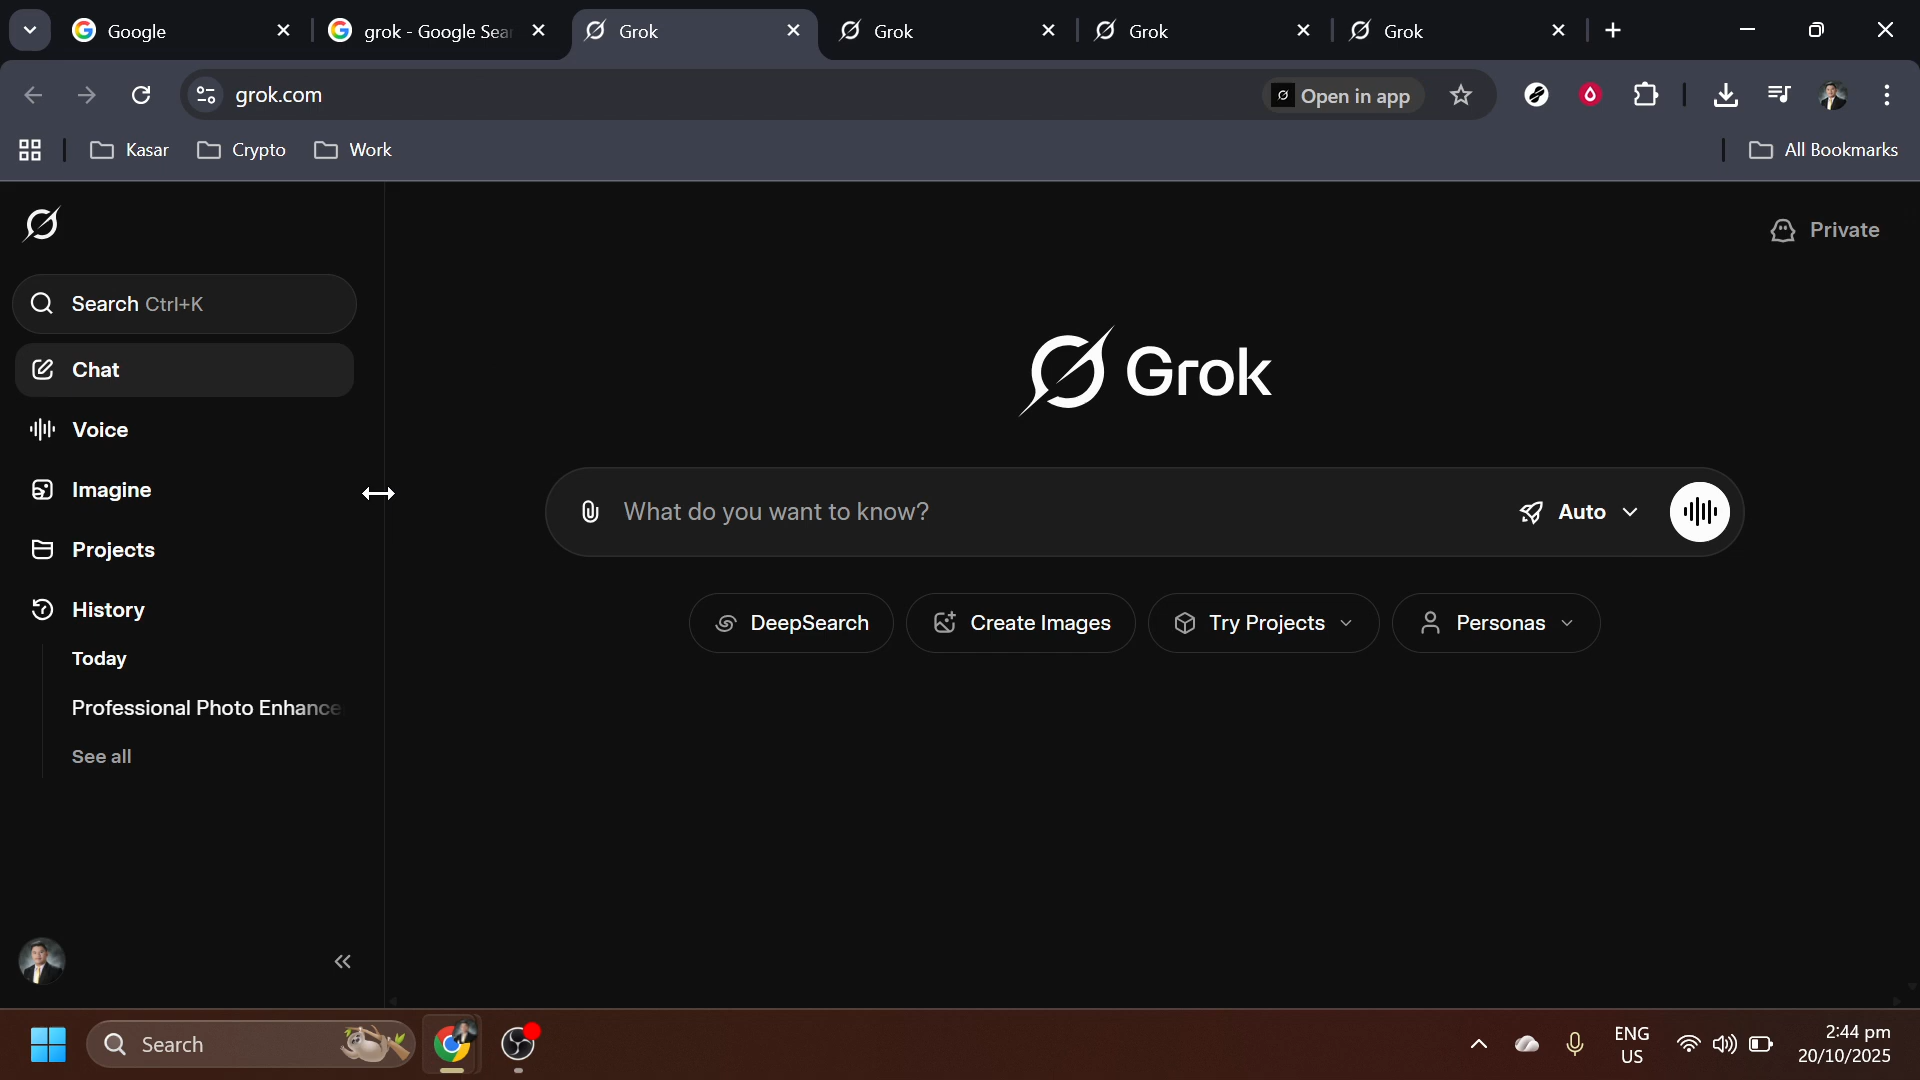 Google
grok - Google Sear
Grok
Grok
Grok
Grok
grok.com
Open in app
Kasar
Crypto
Work
All Bookmarks
Private
Search Ctrl+K
Chat
Voice
Imagine
Projects
History
Today
Professional Photo Enhance
See all
Grok
What do you want to know?
Auto
DeepSearch
Create Images
Try Projects
Personas
Search
ENG
US
2:44 pm
20/10/2025